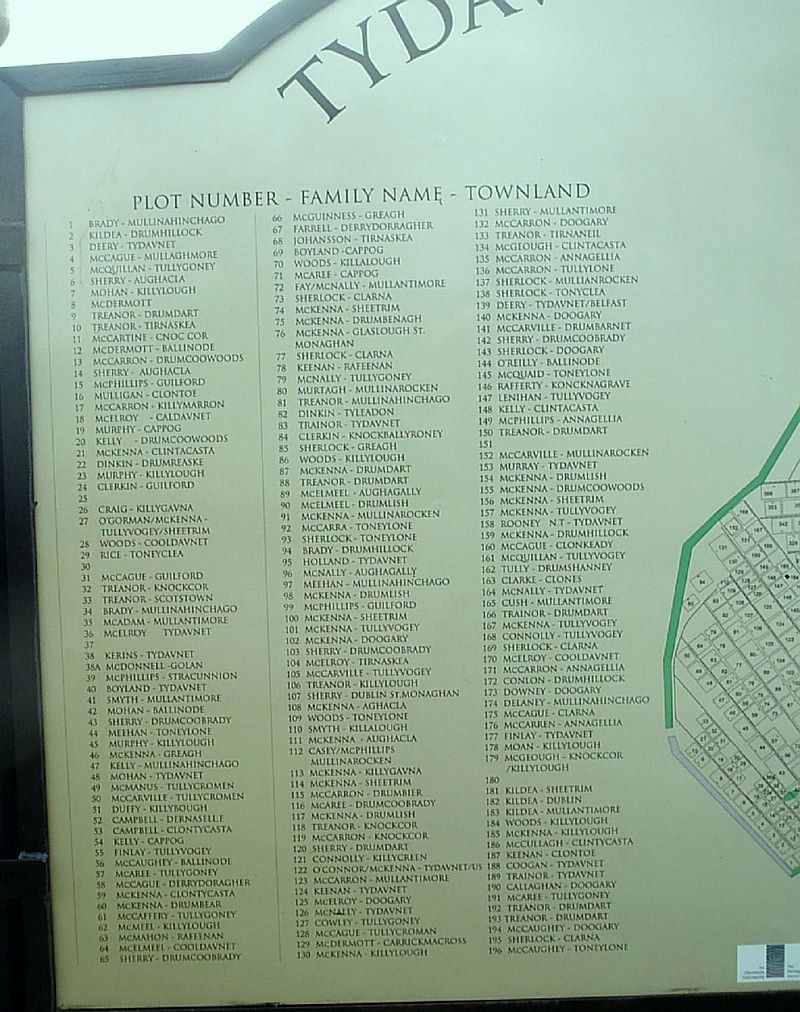 TYDAV
PLOT NUMBER - FAMILY NAME - TOWNLAND
1 BRADY - MULLINAHINCHAGO
2 KILDEA - DRUMHILLOCK
3 DEERY - TYDAVNET
4 MCCAGUE - MULLAGHMORE
5 MCQUILLAN - TULLYGONEY
6 SHERRY - AUGHACLA
7 MOHAN - KILLYLOUGH
8 MCDERMOTT
9 TREANOR - DRUMDART
10 TREANOR - TIRNASKEA
11 MCCARTINE - CNOC COR
12 MCDERMOTT - BALLINODE
13 MCCARRON - DRUMCOOWOODS
14 SHERRY - AUGHACLA
15 MCPHILLIPS - GUILFORD
16 MULLIGAN - CLONTOE
17 MCCARRON - KILLYMARRON
18 MCELROY - CALDAVNET
19 MURPHY - CAPPOG
20 KELLY - DRUMCOOWOODS
21 MCKENNA - CLINTACASTA
22 DINKIN - DRUMREASKE
23 MURPHY - KILLYLOUGH
24 CLERKIN - GUILFORD
25
26 CRAIG - KILLYGAVNA
27 O'GORMAN/MCKENNA -
TULLYVOGEY/SHEETRIM
28 WOODS - COOLDAVNET
29 RICE - TONEYCLEA
30
31 MCCAGUE - GUILFORD
32 TREANOR - KNOCKCOR
33 TREANOR - SCOTSTOWN
34 BRADY - MULLINAHINCHAGO
35 MCADAM - MULLANTIMORE
36 MCELROY TYDAVNET
37
38 KERINS - TYDAVNET
38A MCDONNELL - GOLAN
39 MCPHILLIPS - STRACUNNION
40 BOYLAND - TYDAVNET
41 SMYTH - MULLANTIMORE
42 MOHAN - BALLINODE
43 SHERRY - DRUMCOOBRADY
44 MEEHAN - TONEYLONE
45 MURPHY - KILLYLOUGH
46 MCKENNA - GREAGH
47 KELLY - MULLINAHINCHAGO
48 MOHAN - TYDAVNET
49 MCMANUS - TULLYCROMEN
50 MCCARVILLE - TULLYCROMEN
51 DUFFY - KILLYBOUGH
52 CAMPBELL - DERNASELLE
53 CAMPBELL - CLONTYCASTA
54 KELLY - CAPPOG
55 FINLAY - TULLYVOGEY
56 MCCAUGHEY - BALLINODE
57 MCAREE - TULLYGONEY
58 MCCAGUE - DERRYDORAGHER
59 MCKENNA - CLONTYCASTA
60 MCKENNA - DRUMBEAR
61 MCCAFFERY - TULLYGONEY
62 MCMEEL - KILLYLOUGH
63 MCMAHON - RAFEENAN
64 MCELMEEL - COOLDAVNET
65 SHERRY - DRUMCOOBRADY
66 MCGUINNESS - GREAGH
67 FARRELL - DERRYDORRAGHER
68 JOHANSSON - TIRNASKEA
69 BOYLAND - CAPPOG
70 WOODS - KILLALOUGH
71 MCAREE - CAPPOG
72 FAY/MCNALLY - MULLANTIMORE
73 SHERLOCK - CLARNA
74 MCKENNA - SHEETRIM
75 MCKENNA - DRUMBENAGH
76 MCKENNA - GLASLOUGH ST.
MONAGHAN
77 SHERLOCK - CLARNA
78 KEENAN - RAFEENAN
79 MCNALLY - TULLYGONEY
80 MURTAGH - MULLINAROCKEN
81 TREANOR - MULLINAHINCHAGO
82 DINKIN - TYLEADON
83 TRAINOR - TYDAVNET
84 CLERKIN - KNOCKBALLYRONEY
85 SHERLOCK - GREAGH
86 WOODS - KILLYLOUGH
87 MCKENNA - DRUMDART
88 TREANOR - DRUMDART
89 MCELMEEL - AUGHAGALLY
90 MCELMEEL - DRUMLISH
91 MCKENNA - MULLINAROCKEN
92 MCCARRA - TONEYLONE
93 SHERLOCK - TONEYLONE
94 BRADY - DRUMHILLOCK
95 HOLLAND - TYDAVNET
96 MCNALLY - AUGHAGALLY
97 MEEHAN - MULLINAHINCHAGO
98 MCKENNA - DRUMLISH
99 MCPHILLIPS - GUILFORD
100 MCKENNA - SHEETRIM
101 MCKENNA - TULLYVOGEY
102 MCKENNA - DOOGARY
103 SHERRY - DRUMCOOBRADY
104 MCELROY - TIRNASKEA
105 MCCARVILLE - TULLYVOGEY
106 TREANOR - KILLYLOUGH
107 SHERRY - DUBLIN ST.MONAGHAN
108 MCKENNA - AGHACLA
109 WOODS - TONEYLONE
110 SMYTH - KILLALOUGH
111 MCKENNA - AUGHACLA
112 CASEY/MCPHILLIPS
MULLINAROCKEN
113 MCKENNA - KILLYGAVNA
114 MCKENNA - SHEETRIM
115 MCCARRON - DRUMBIER
116 MCAREE - DRUMCOOBRADY
117 MCKENNA - DRUMLISH
118 TREANOR - KNOCKCOR
119 MCCARRON - KNOCKCOR
120 SHERRY - DRUMDART
121 CONNOLLY - KILLYCREEN
122 O'CONNOR/MCKENNA - TYDAVNET/US
123 MCCARRON - MULLANTIMORE
124 KEENAN - TYDAVNET
125 MCELROY - DOOGARY
126 MCNALLY - TYDAVNET
127 COWLEY - TULLYGONEY
128 MCCAGUE - TULLYCROMAN
129 MCDERMOTT - CARRICKMACROSS
130 MCKENNA - KILLYLOUGH
131 SHERRY - MULLANTIMORE
132 MCCARRON - DOOGARY
133 TREANOR - TIRNANEIL
134 MCGEOUGH - CLINTACASTA
135 MCCARRON - ANNAGELLIA
136 MCCARRON - TULLYLONE
137 SHERLOCK - MULLIANROCKEN
138 SHERLOCK - TONYCLEA
139 DEERY - TYDAVNET/BELFAST
140 MCKENNA - DOOGARY
141 MCCARVILLE - DRUMBARNET
142 SHERRY - DRUMCOOBRADY
143 SHERLOCK - DOOGARY
144 O'REILLY - BALLINODE
145 MCQUAID - TONEYLONE
146 RAFFERTY - KONCKNAGRAVE
147 LENIHAN - TULLYVOGEY
148 KELLY - CLINTACASTA
149 MCPHILLIPS - ANNAGELLIA
150 TREANOR - DRUMDART
151
152 MCCARVILLE - MULLINAROCKEN
153 MURRAY - TYDAVNET
154 MCKENNA - DRUMLISH
155 MCKENNA - DRUMCOOWOODS
156 MCKENNA - SHEETRIM
157 MCKENNA - TULLYVOGEY
158 ROONEY N.T - TYDAVNET
159 MCKENNA - DRUMHILLOCK
160 MCCAGUE - CLONKEADY
161 MCQUILLAN - TULLYVOGEY
162 TULLY - DRUMSHANNEY
163 CLARKE - CLONES
164 MCNALLY - TYDAVNET
165 CUSH - MULLANTIMORE
166 TRAINOR - DRUMDART
167 MCKENNA - TULLYVOGEY
168 CONNOLLY - TULLYVOGEY
169 SHERLOCK - CLARNA
170 MCELROY - COOLDAVNET
171 MCCARRON - ANNAGELLIA
172 CONLON - DRUMHILLOCK
173 DOWNEY - DOOGARY
174 DELANEY - MULLINAHINCHAGO
175 MCCAGUE - CLARNA
176 MCCARREN - ANNAGELLIA
177 FINLAY - TYDAVNET
178 MOAN - KILLYLOUGH
179 MCGEOUGH - KNOCKCOR
/KILLYLOUGH
180
181 KILDEA - SHEETRIM
182 KILDEA - DUBLIN
183 KILDEA - MULLANTIMORE
184 WOODS - KILLYLOUGH
185 MCKENNA - KILLYLOUGH
186 MCCULLAGH - CLINTYCASTA
187 KEENAN - CLONTOE
188 COOGAN - TYDAVNET
189 TRAINOR - TYDAVNET
190 CALLAGHAN - DOOGARY
191 MCAREE - TULLYGONEY
192 TREANOR - DRUMDART
193 TREANOR - DRUMDART
194 MCCAUGHEY - DOOGARY
195 SHERLOCK - CLARNA
196 MCCAUGHEY - TONEYLONE